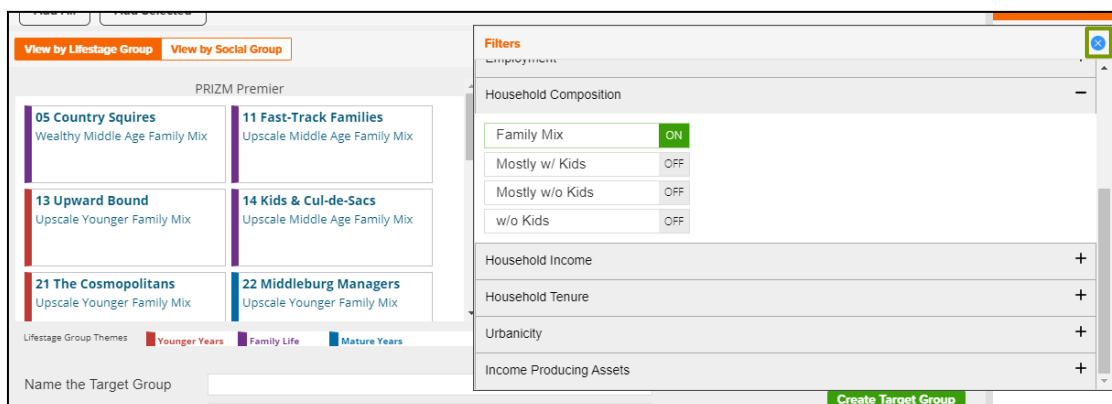 Add All
Add Selected
View by Lifestage Group
View by Social Group
PRIZM Premier
05 Country Squires
Wealthy Middle Age Family Mix
11 Fast-Track Families
Upscale Middle Age Family Mix
13 Upward Bound
Upscale Younger Family Mix
14 Kids & Cul-de-Sacs
Upscale Middle Age Family Mix
21 The Cosmopolitans
Upscale Younger Family Mix
22 Middleburg Managers
Upscale Younger Family Mix
Lifestage Group Themes
Younger Years
Family Life
Mature Years
Name the Target Group
Filters
Employment +
Household Composition −
Family Mix ON
Mostly w/ Kids OFF
Mostly w/o Kids OFF
w/o Kids OFF
Household Income +
Household Tenure +
Urbanicity +
Income Producing Assets +
Create Target Group